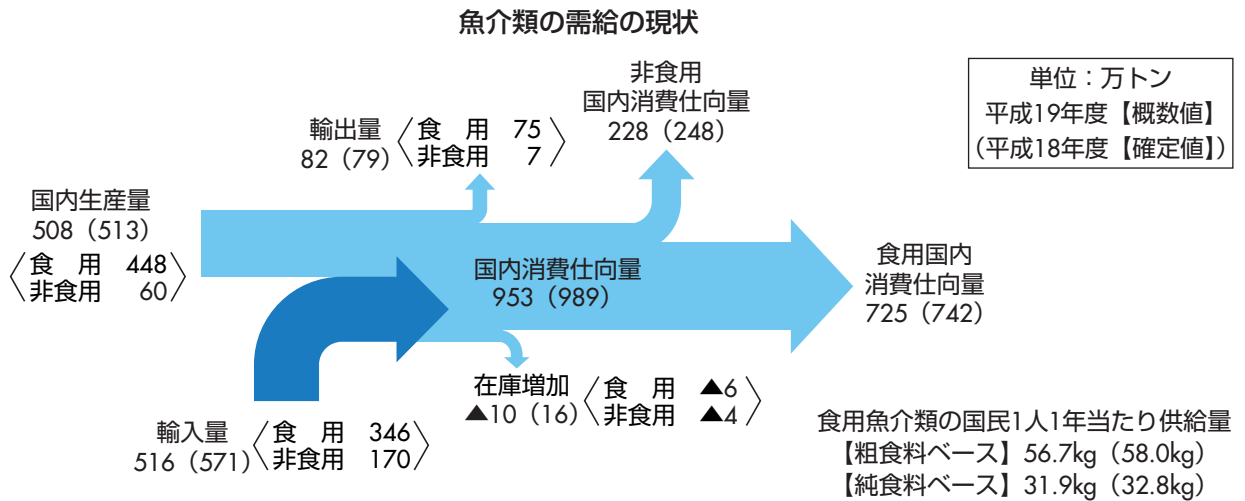 魚介類の需給の現状
単位：万トン
平成19年度【概数値】
（平成18年度【確定値】）
非食用
国内消費仕向量
228（248）
輸出量
82（79）
食　用　75
非食用　7
国内生産量
508（513）
食　用　448
非食用　60
国内消費仕向量
953（989）
食用国内
消費仕向量
725（742）
在庫増加
▲10（16）
食　用　▲6
非食用　▲4
輸入量
516（571）
食　用　346
非食用　170
食用魚介類の国民1人1年当たり供給量
【粗食料ベース】56.7kg（58.0kg）
【純食料ベース】31.9kg（32.8kg）